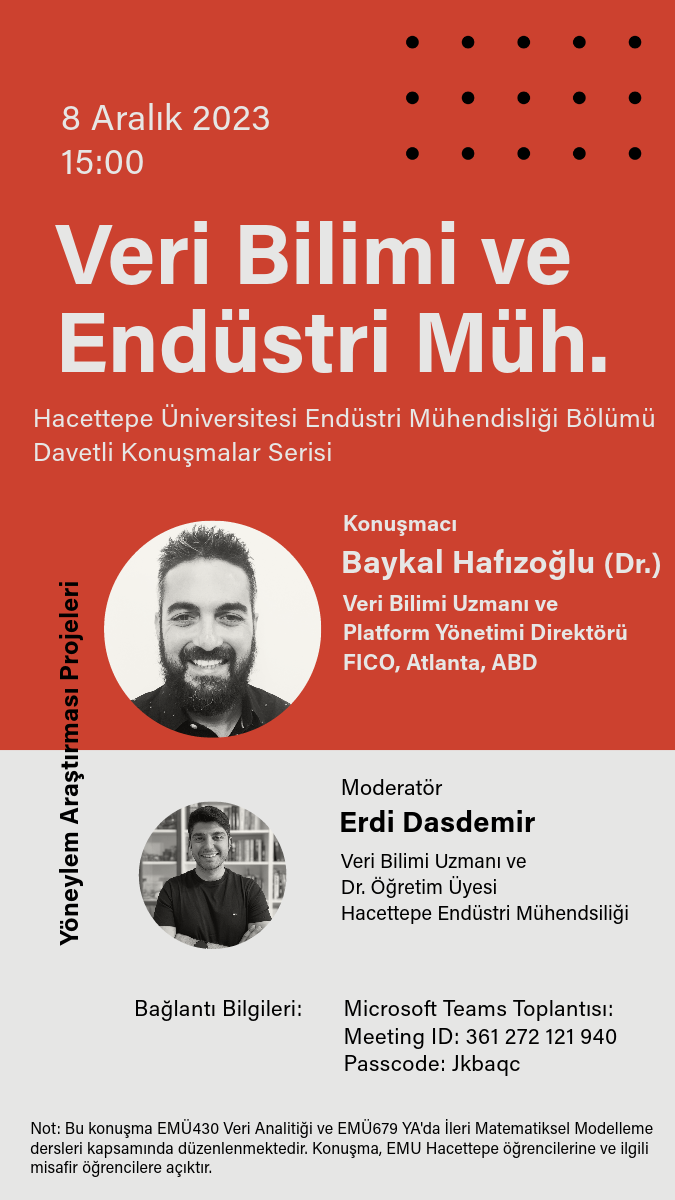 8 Aralık 2023
15:00
Veri Bilimi ve
Endüstri Müh.
Hacettepe Üniversitesi Endüstri Mühendisliği Bölümü
Davetli Konuşmalar Serisi
Yöneylem Araştırması Projeleri
Konuşmacı
Baykal Hafızoğlu (Dr.)
Veri Bilimi Uzmanı ve
Platform Yönetimi Direktörü
FICO, Atlanta, ABD
Moderatör
Erdi Dasdemir
Veri Bilimi Uzmanı ve
Dr. Öğretim Üyesi
Hacettepe Endüstri Mühendsiliği
Bağlantı Bilgileri:
Microsoft Teams Toplantısı:
Meeting ID: 361 272 121 940
Passcode: Jkbaqc
Not: Bu konuşma EMÜ430 Veri Analitiği ve EMÜ679 YA'da İleri Matematiksel Modelleme
dersleri kapsamında düzenlenmektedir. Konuşma, EMU Hacettepe öğrencilerine ve ilgili
misafir öğrencilere açıktır.